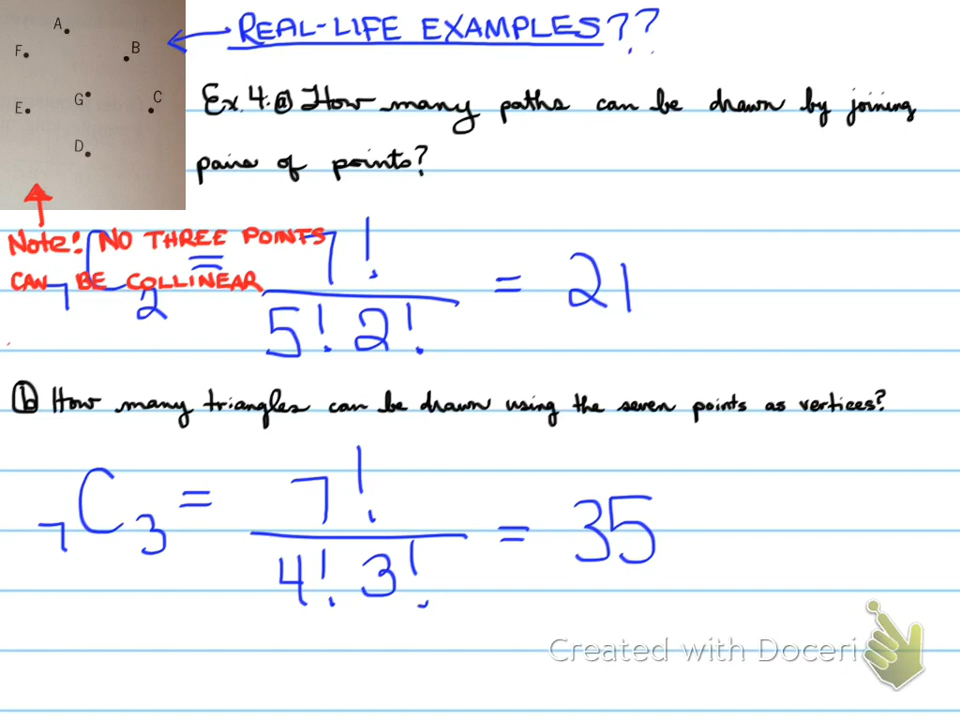 REAL-LIFE EXAMPLES??
A
F
B
G
C
E
D
Ex. 4. a) How many paths can be drawn by joining
pairs of points?
Note! NO THREE POINTS
CAN BE COLLINEAR
7C2 = 7! / 5! 2! = 21
b) How many triangles can be drawn using the seven points as vertices?
7C3 = 7! / 4! 3! = 35
Created with Doceri